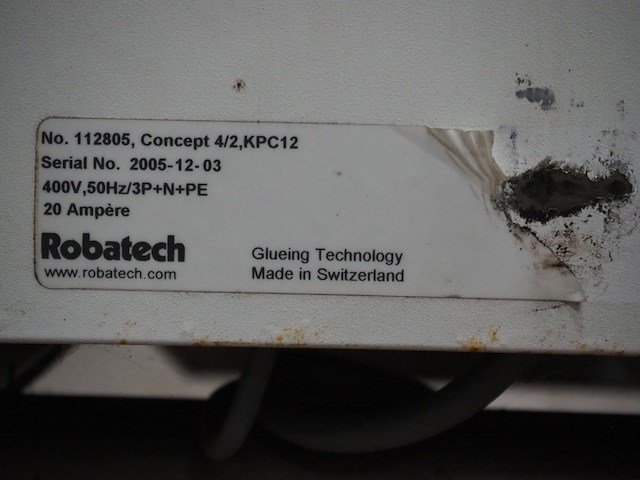 No. 112805, Concept 4/2,KPC12
Serial No. 2005-12-03
400V,50Hz/3P+N+PE
20 Ampère
Robatech
www.robatech.com
Glueing Technology
Made in Switzerland